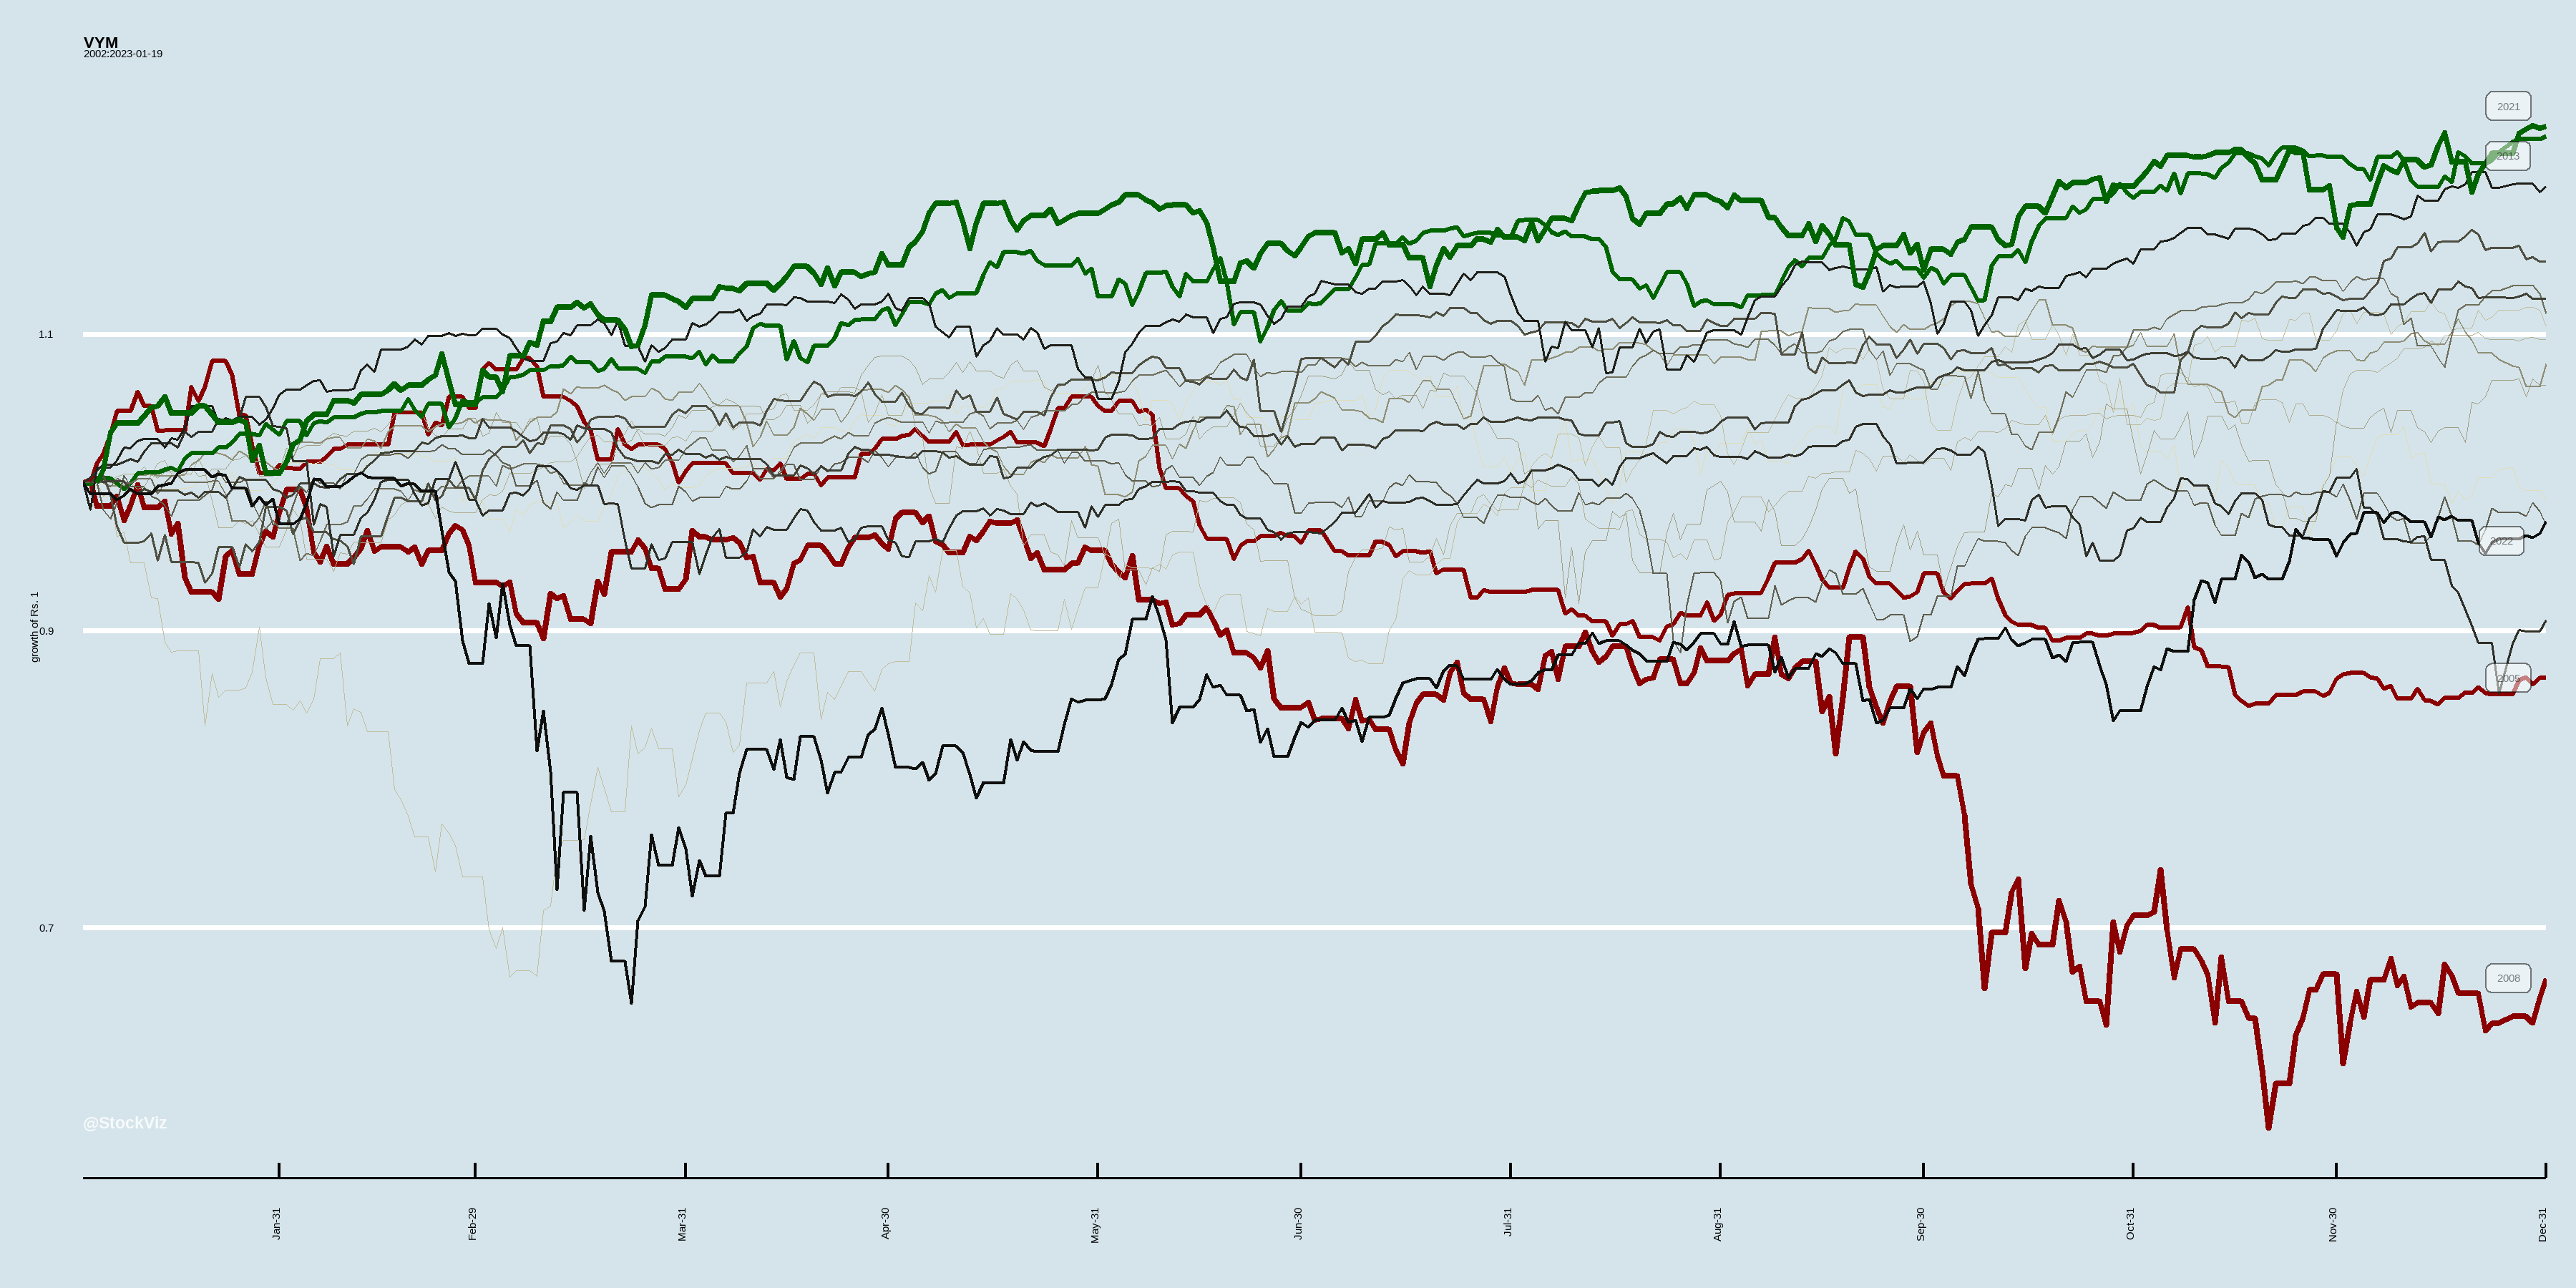 VYM
2002:2023-01-19
2021
2013
1.1
2022
growth of Rs. 1
0.9
2005
0.7
2008
@StockViz
Jan-31
Feb-29
Mar-31
Apr-30
May-31
Jun-30
Jul-31
Aug-31
Sep-30
Oct-31
Nov-30
Dec-31